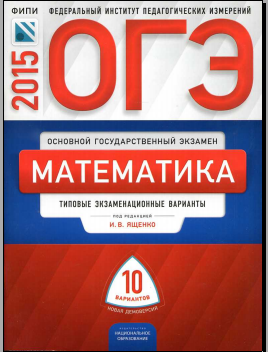 ФИПИ ФЕДЕРАЛЬНЫЙ ИНСТИТУТ ПЕДАГОГИЧЕСКИХ ИЗМЕРЕНИЙ
2015
ОГЭ
ОСНОВНОЙ ГОСУДАРСТВЕННЫЙ ЭКЗАМЕН
МАТЕМАТИКА
ТИПОВЫЕ ЭКЗАМЕНАЦИОННЫЕ ВАРИАНТЫ
ПОД РЕДАКЦИЕЙ
И. В. ЯЩЕНКО
10
ВАРИАНТОВ
НОВАЯ ДЕМОВЕРСИЯ
ИЗДАТЕЛЬСТВО
НАЦИОНАЛЬНОЕ
ОБРАЗОВАНИЕ